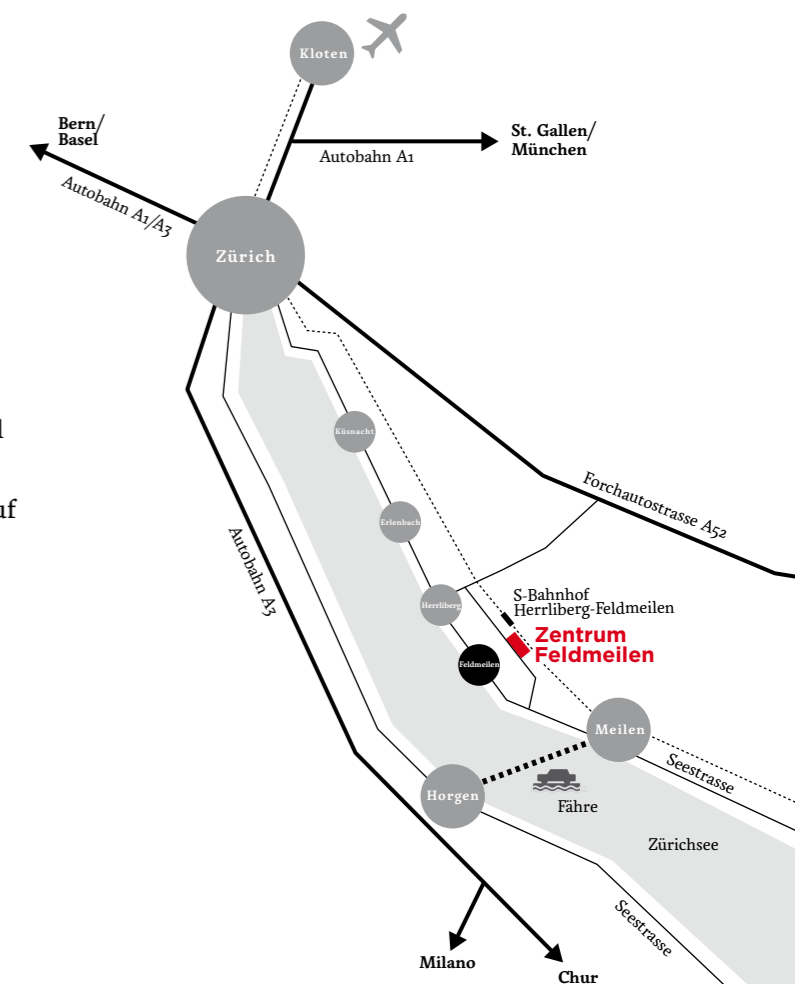 Kloten
Bern/
Basel
St. Gallen/
München
Autobahn A1
Autobahn A1/A3
Zürich
Küsnacht
uf
Forchautostrasse A52
Erlenbach
Autobahn A3
S-Bahnhof
Herrliberg-Feldmeilen
Herrliberg
Zentrum
Feldmeilen
Feldmeilen
Meilen
Seestrasse
Horgen
Fähre
Zürichsee
Seestrasse
Milano
Chur